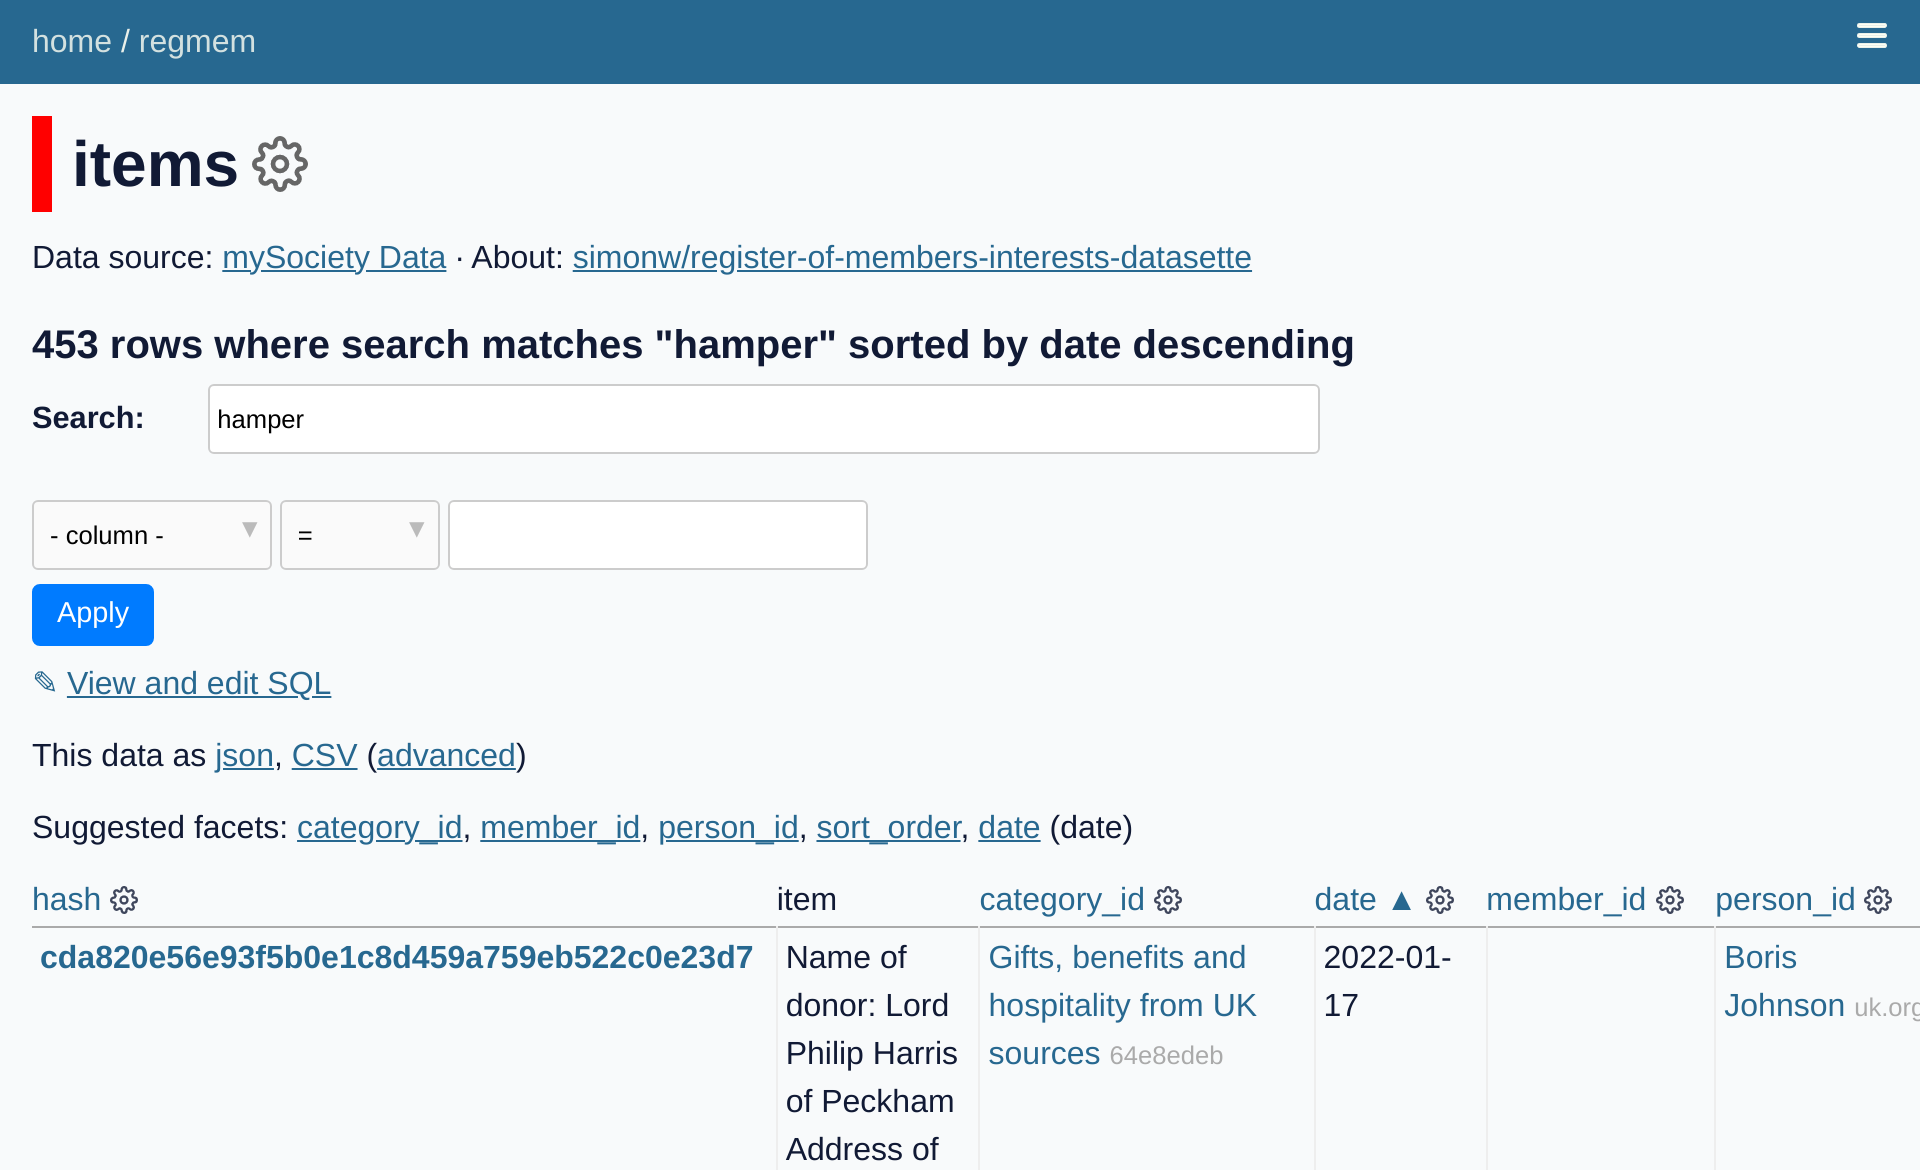 home / regmem
items
Data source: mySociety Data · About: simonw/register-of-members-interests-datasette
453 rows where search matches "hamper" sorted by date descending
Search: hamper
- column - ▼ = ▼
Apply
✎ View and edit SQL
This data as json, CSV (advanced)
Suggested facets: category_id, member_id, person_id, sort_order, date (date)
hash item category_id date ▲ member_id person_id
cda820e56e93f5b0e1c8d459a759eb522c0e23d7 Name of Gifts, benefits and 2022-01- Boris
donor: Lord hospitality from UK 17 Johnson uk.org
Philip Harris sources 64e8edeb
of Peckham
Address of